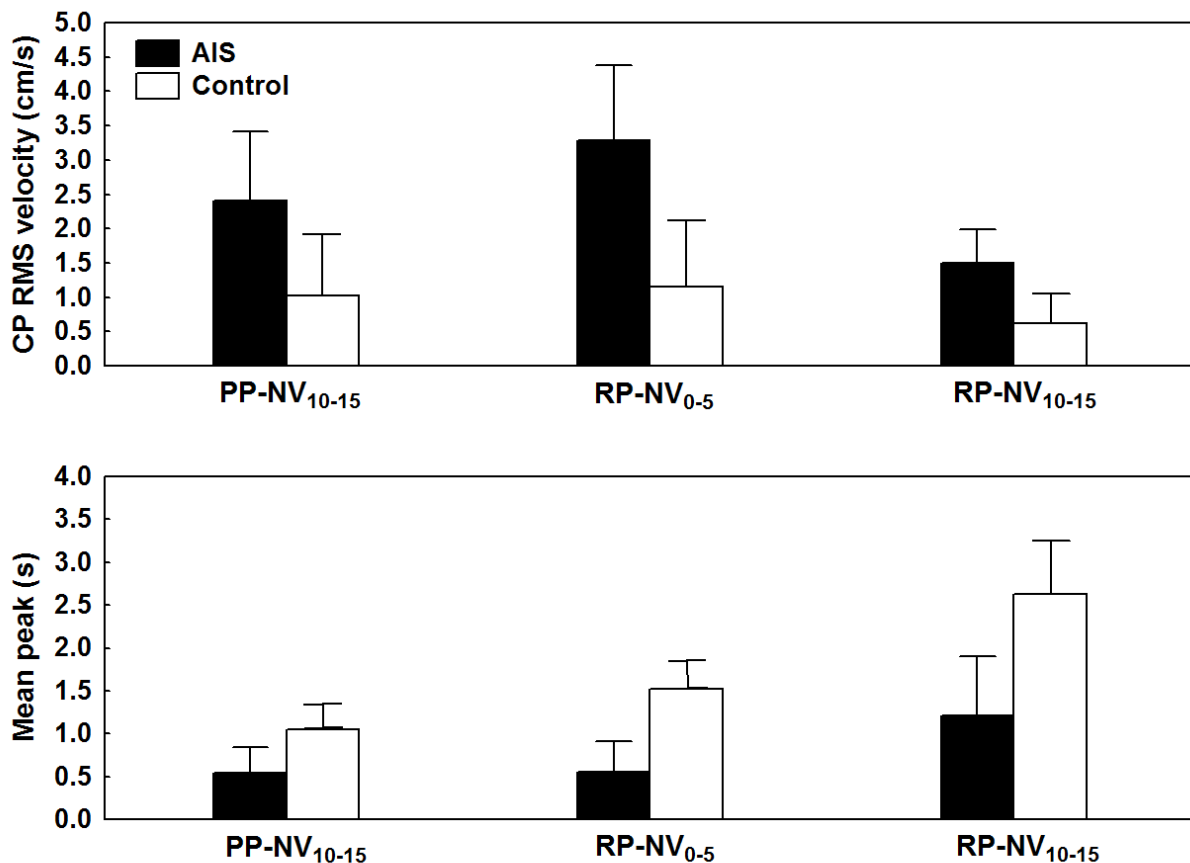 CP RMS velocity (cm/s)
5.0
4.5
4.0
3.5
3.0
2.5
2.0
1.5
1.0
0.5
0.0
AIS
Control
PP-NV10-15
RP-NV0-5
RP-NV10-15
Mean peak (s)
4.0
3.5
3.0
2.5
2.0
1.5
1.0
0.5
0.0
PP-NV10-15
RP-NV0-5
RP-NV10-15